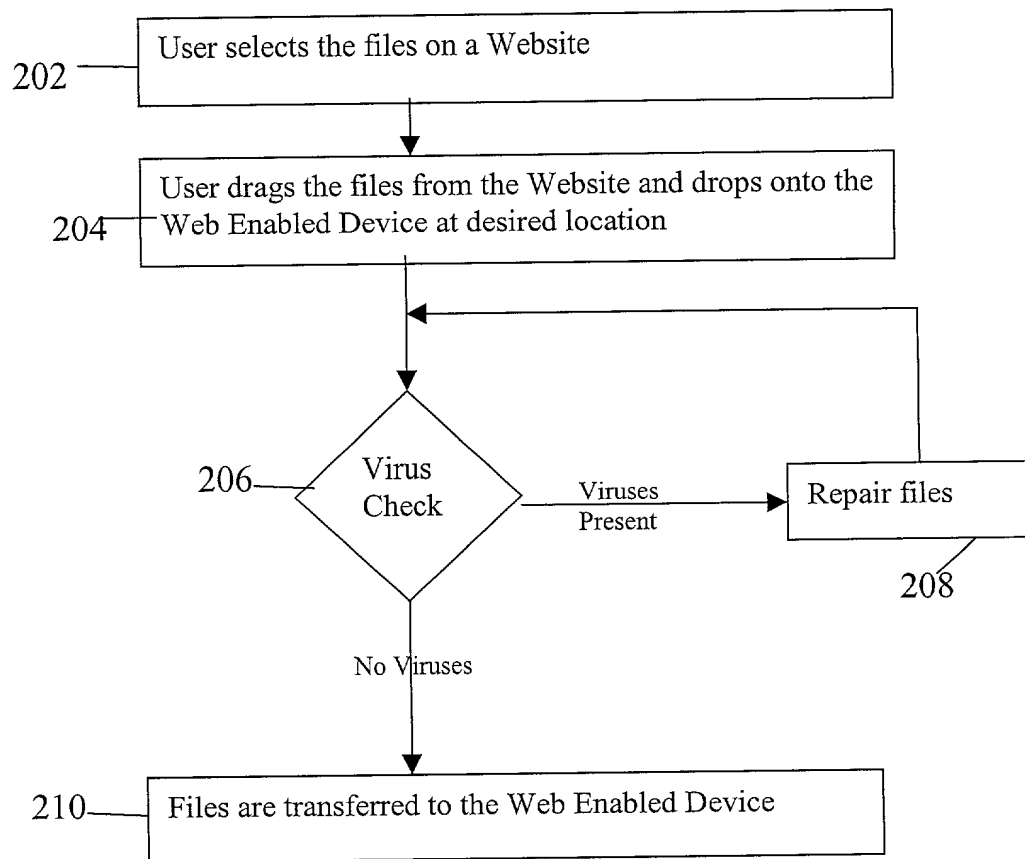 User selects the files on a Website
202
User drags the files from the Website and drops onto the
Web Enabled Device at desired location
204
Virus
Check
206
Viruses
Present
Repair files
208
No Viruses
210
Files are transferred to the Web Enabled Device